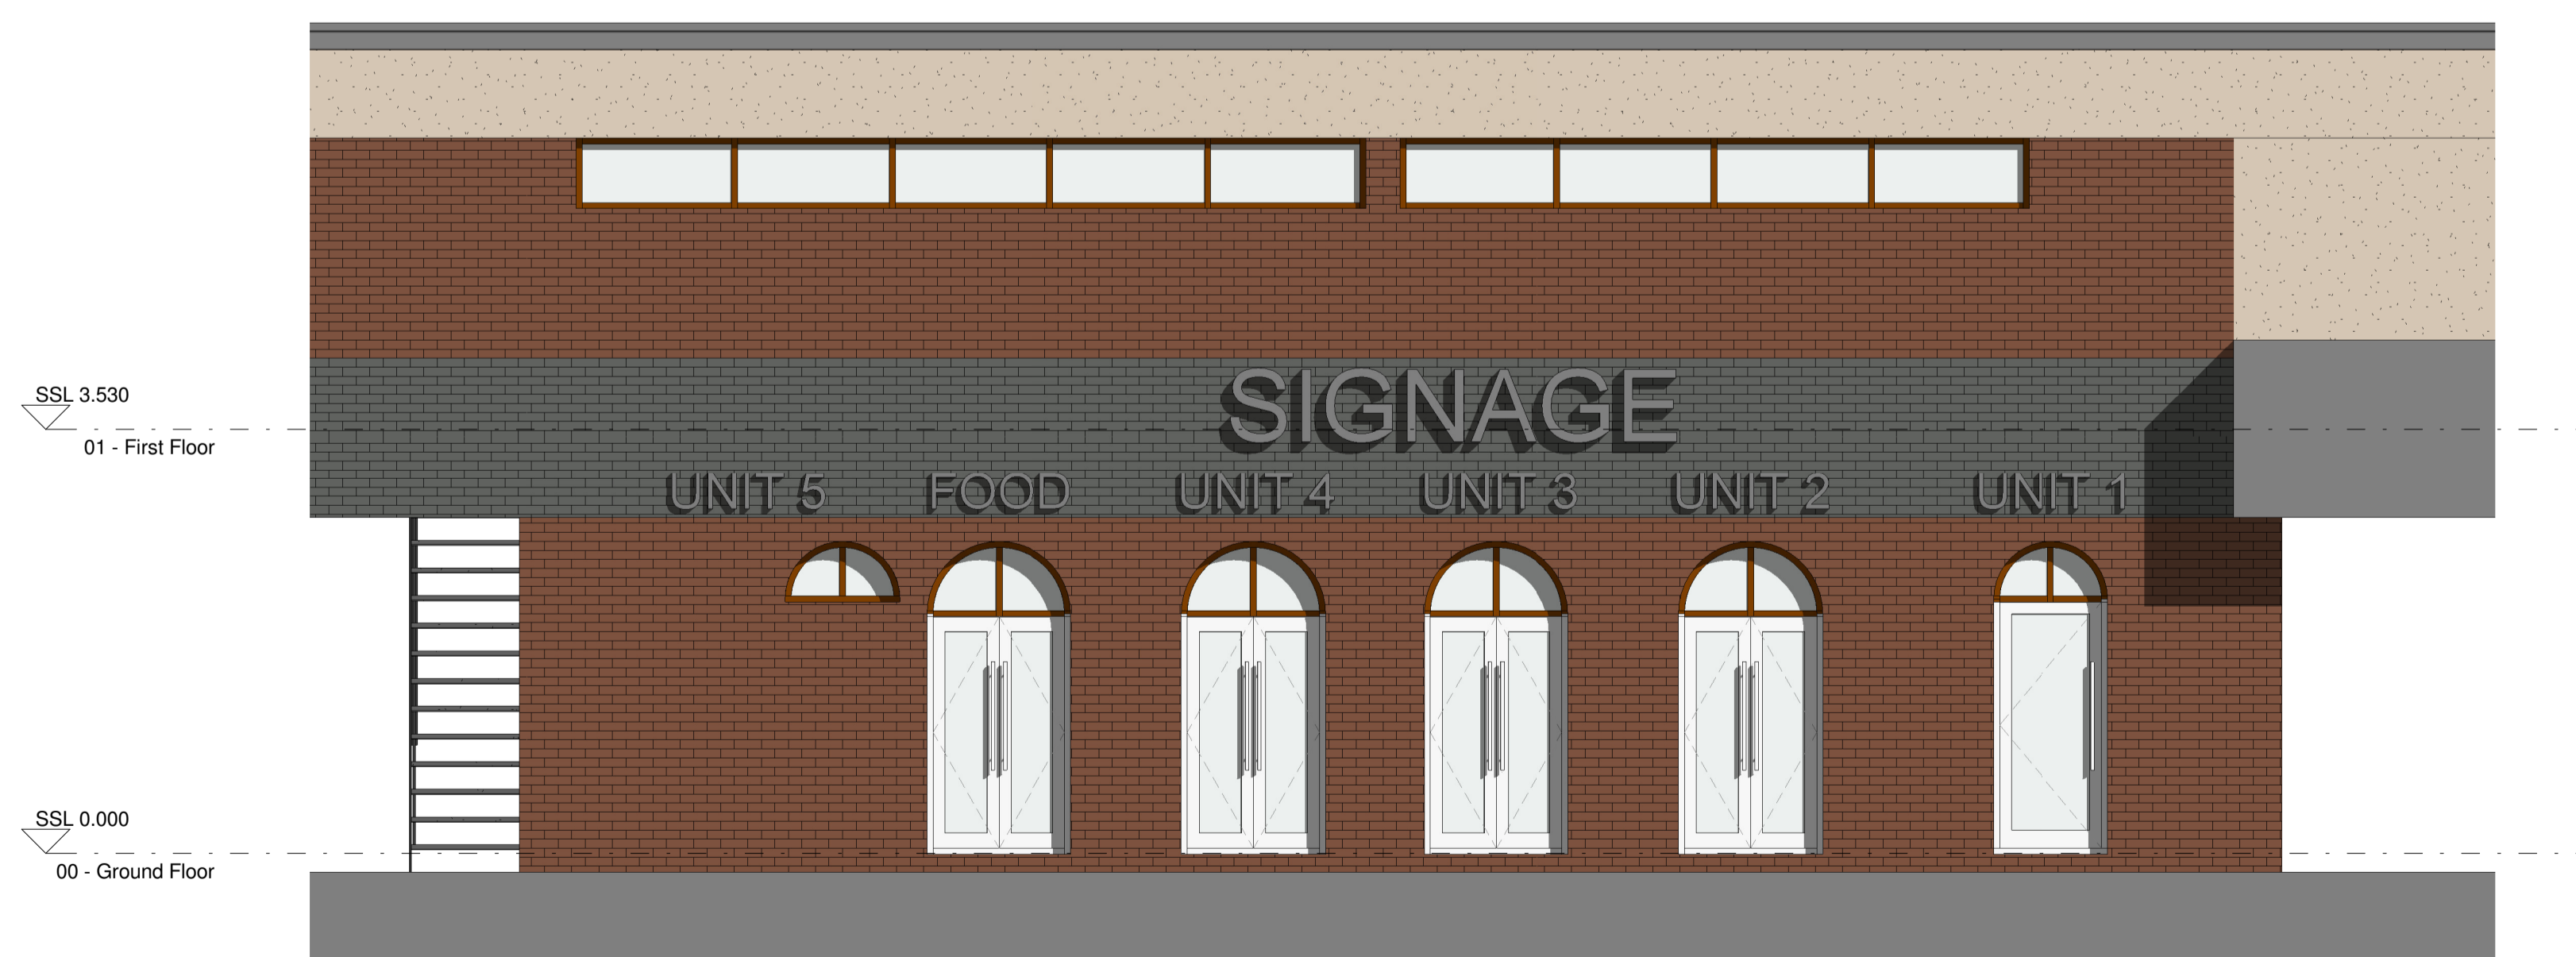 SSL 3.530
01 - First Floor
SIGNAGE
UNIT 5 FOOD UNIT 4 UNIT 3 UNIT 2 UNIT 1
SSL 0.000
00 - Ground Floor